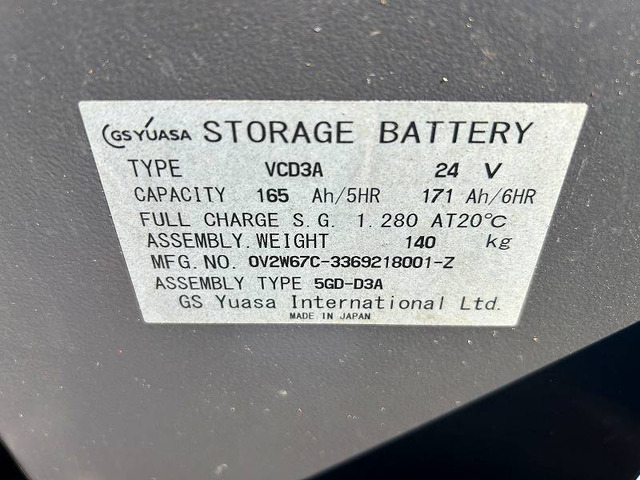 GS YUASA STORAGE BATTERY
TYPE VCD3A 24 V
CAPACITY 165 Ah/5HR 171 Ah/6HR
FULL CHARGE S.G. 1.280 AT20℃
ASSEMBLY.WEIGHT 140 kg
MFG.NO. 0V2W67C-3369218001-Z
ASSEMBLY TYPE 5GD-D3A
GS Yuasa International Ltd.
MADE IN JAPAN